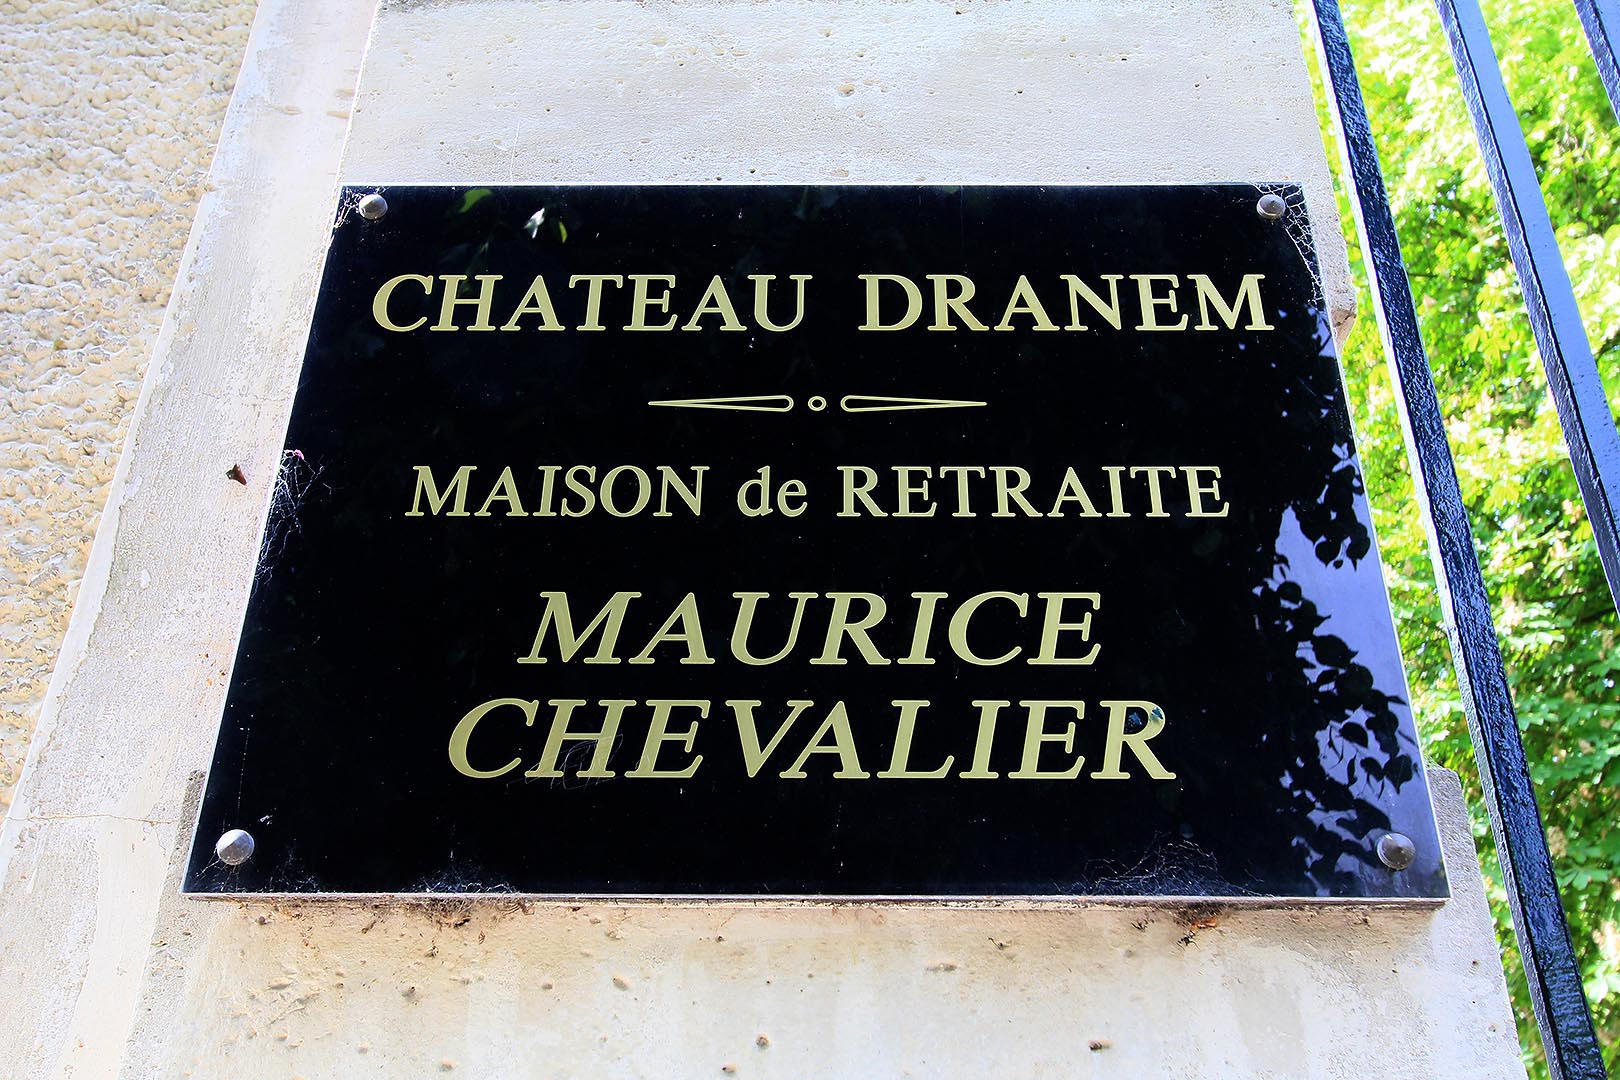 CHATEAU DRANEM
MAISON de RETRAITE
MAURICE
CHEVALIER